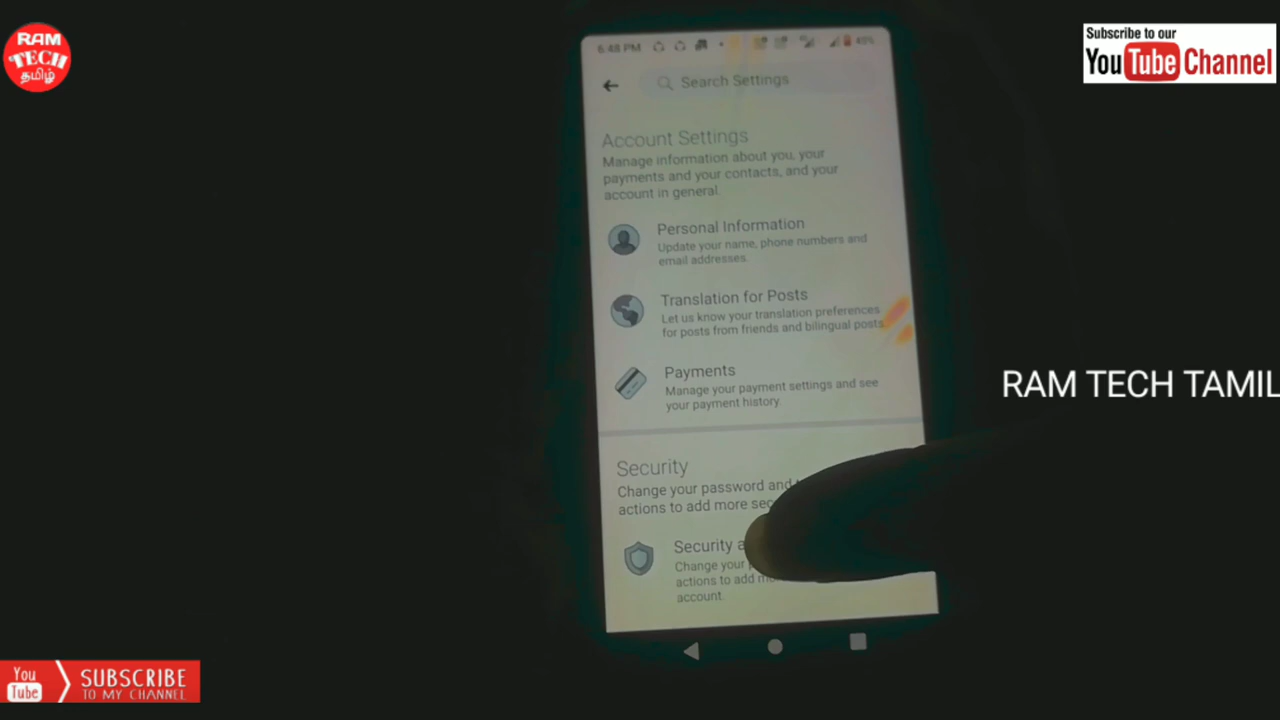 RAM
TECH
தமிழ்
Subscribe to our
YouTube Channel
6:48 PM
45%
Search Settings
Account Settings
Manage information about you, your
payments and your contacts, and your
account in general.
Personal Information
Update your name, phone numbers and
email addresses.
Translation for Posts
Let us know your translation preferences
for posts from friends and bilingual posts.
Payments
Manage your payment settings and see
your payment history.
RAM TECH TAMIL
Security
Change your password and
actions to add more
Security
Change your
actions to add
account.
You
Tube
SUBSCRIBE
TO MY CHANNEL